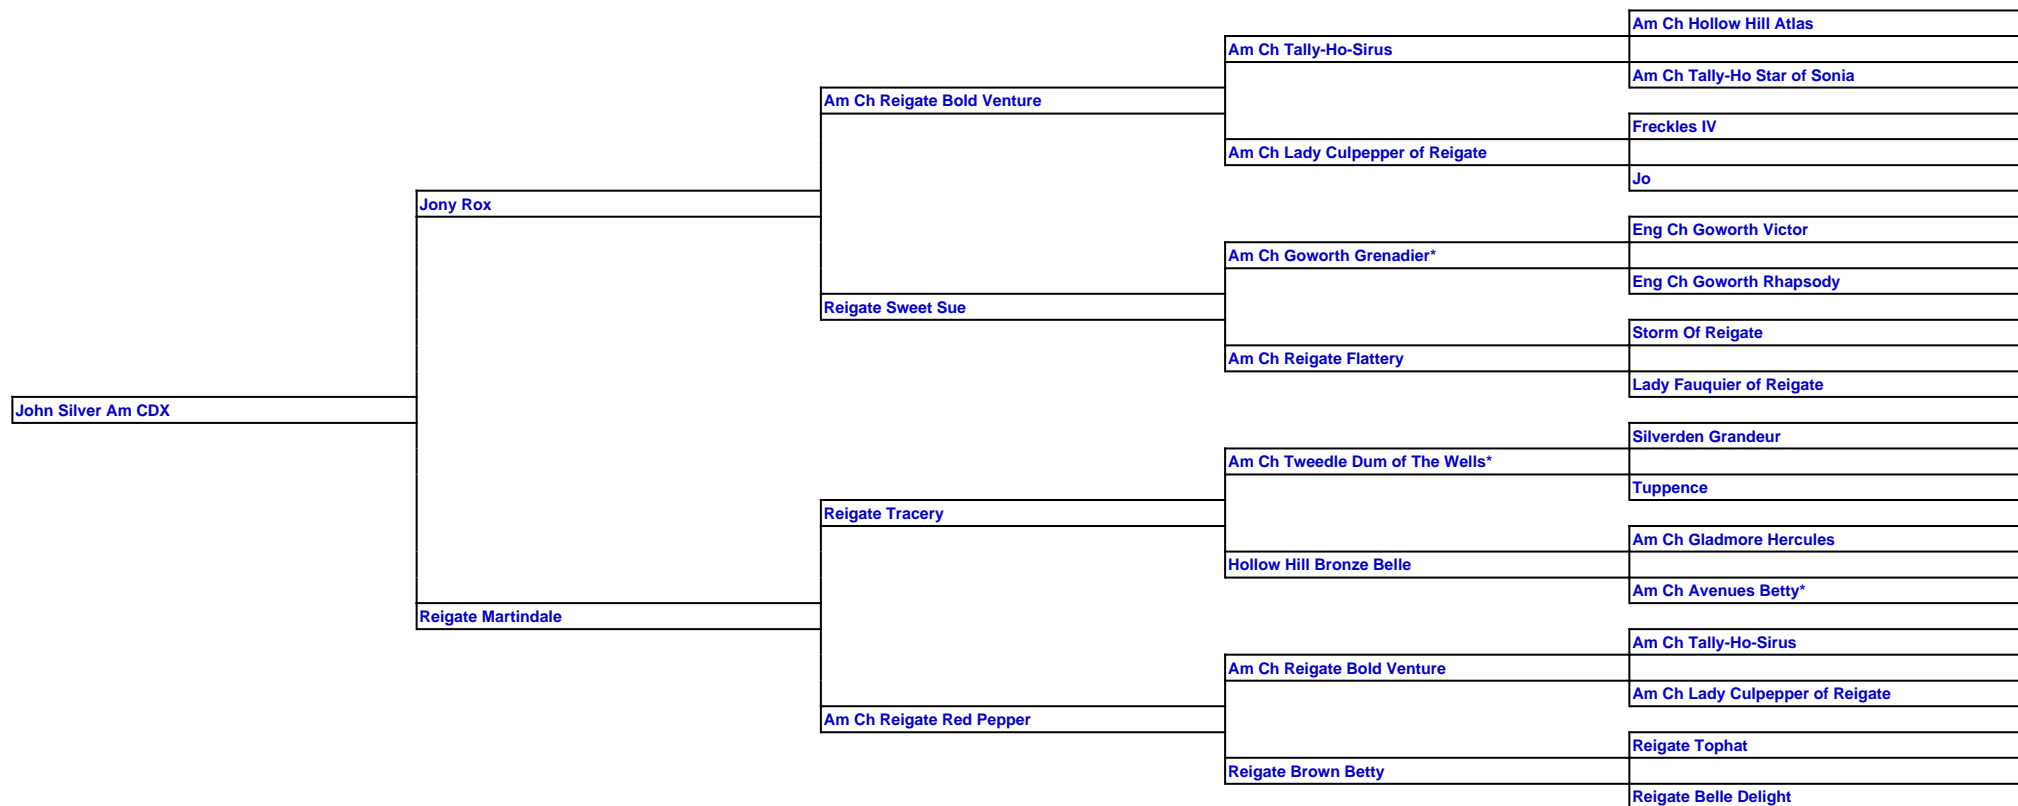 Am Ch Hollow Hill Atlas
Am Ch Tally-Ho-Sirus
Am Ch Tally-Ho Star of Sonia
Am Ch Reigate Bold Venture
Freckles IV
Am Ch Lady Culpepper of Reigate
Jo
Jony Rox
Eng Ch Goworth Victor
Am Ch Goworth Grenadier*
Eng Ch Goworth Rhapsody
Reigate Sweet Sue
Storm Of Reigate
Am Ch Reigate Flattery
Lady Fauquier of Reigate
John Silver Am CDX
Silverden Grandeur
Am Ch Tweedle Dum of The Wells*
Tuppence
Reigate Tracery
Am Ch Gladmore Hercules
Hollow Hill Bronze Belle
Am Ch Avenues Betty*
Reigate Martindale
Am Ch Tally-Ho-Sirus
Am Ch Reigate Bold Venture
Am Ch Lady Culpepper of Reigate
Am Ch Reigate Red Pepper
Reigate Tophat
Reigate Brown Betty
Reigate Belle Delight